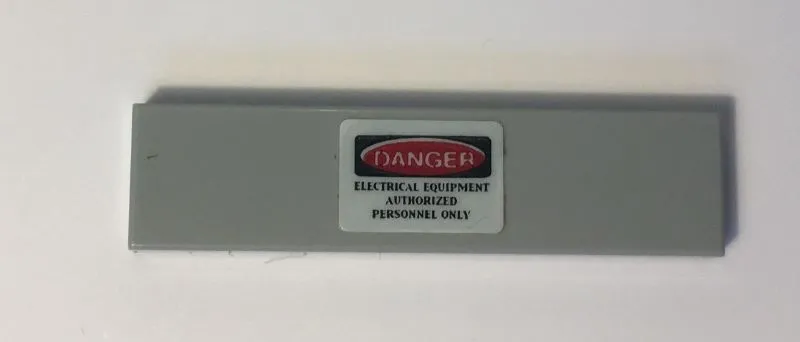 DANGER
ELECTRICAL EQUIPMENT
AUTHORIZED
PERSONNEL ONLY